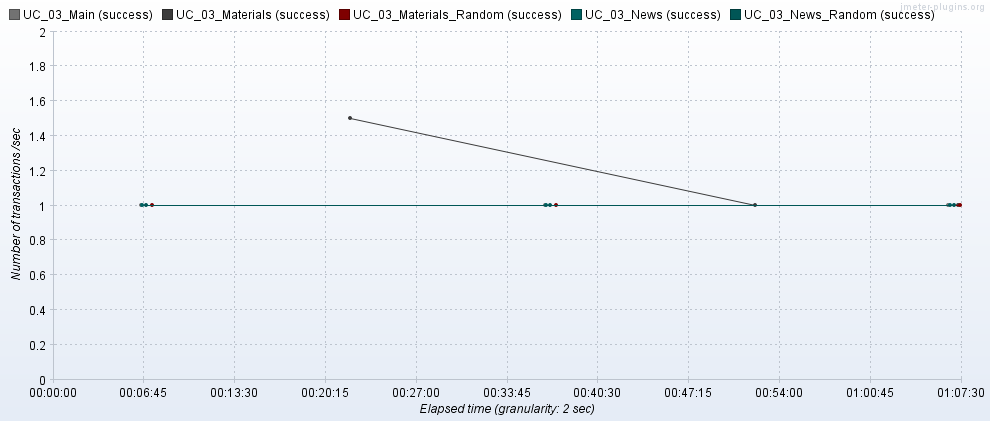 jmeter-plugins.org
UC_03_Main (success) UC_03_Materials (success) UC_03_Materials_Random (success) UC_03_News (success) UC_03_News_Random (success)
2
1.8
1.6
1.4
1.2
1
0.8
0.6
0.4
0.2
0
Number of transactions /sec
00:00:00 00:06:45 00:13:30 00:20:15 00:27:00 00:33:45 00:40:30 00:47:15 00:54:00 01:00:45 01:07:30
Elapsed time (granularity: 2 sec)